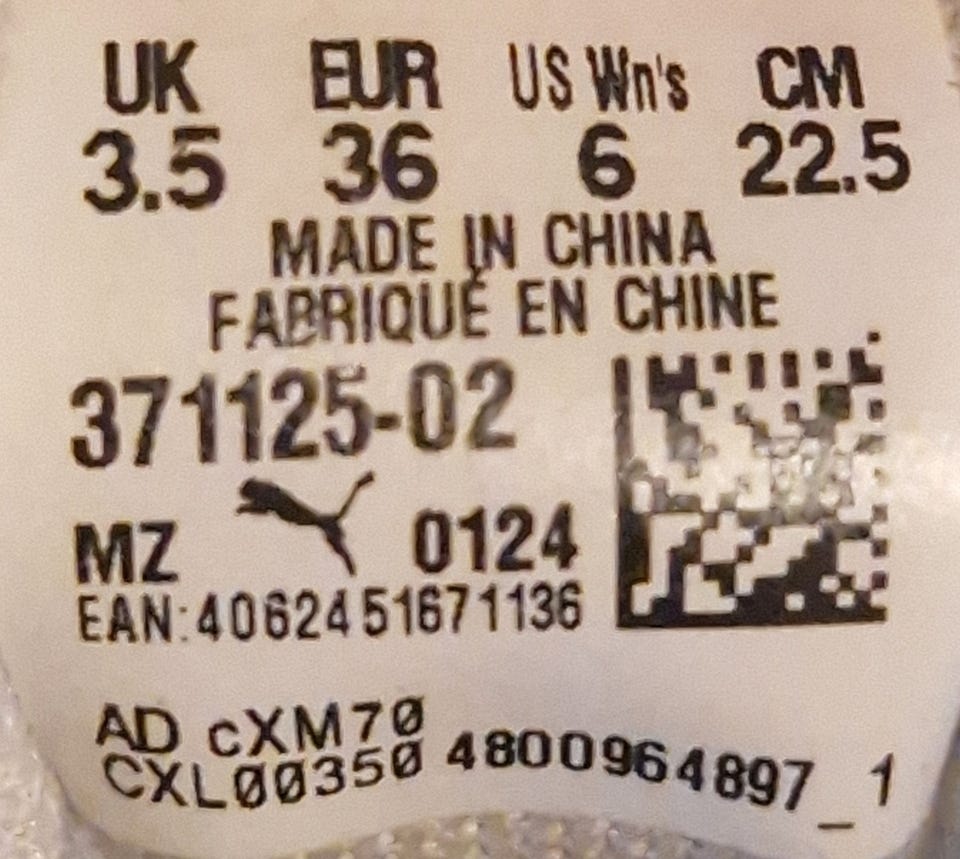 UK EUR US Wn's CM
3.5 36 6 22.5
MADE IN CHINA
FABRIQUÉ EN CHINE
371125-02
MZ 0124
EAN:4062451671136
AD cXM70
CXL00350 4800964897_1